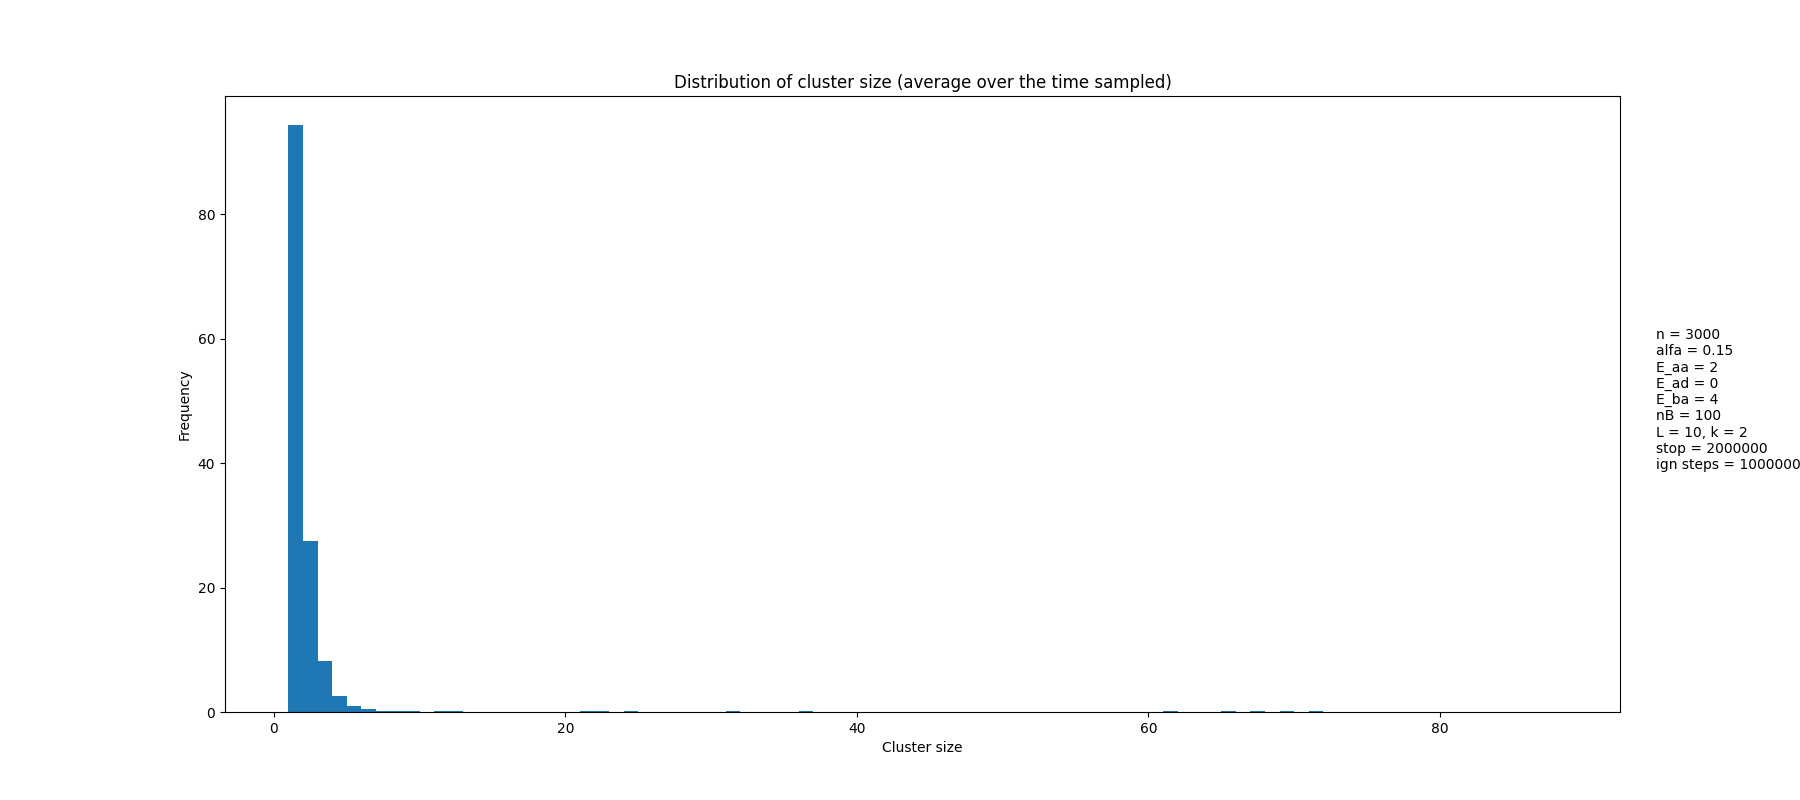 Distribution of cluster size (average over the time sampled)
80
60
40
20
0
Frequency
0 20 40 60 80
Cluster size
n = 3000
alfa = 0.15
E_aa = 2
E_ad = 0
E_ba = 4
nB = 100
L = 10, k = 2
stop = 2000000
ign steps = 1000000